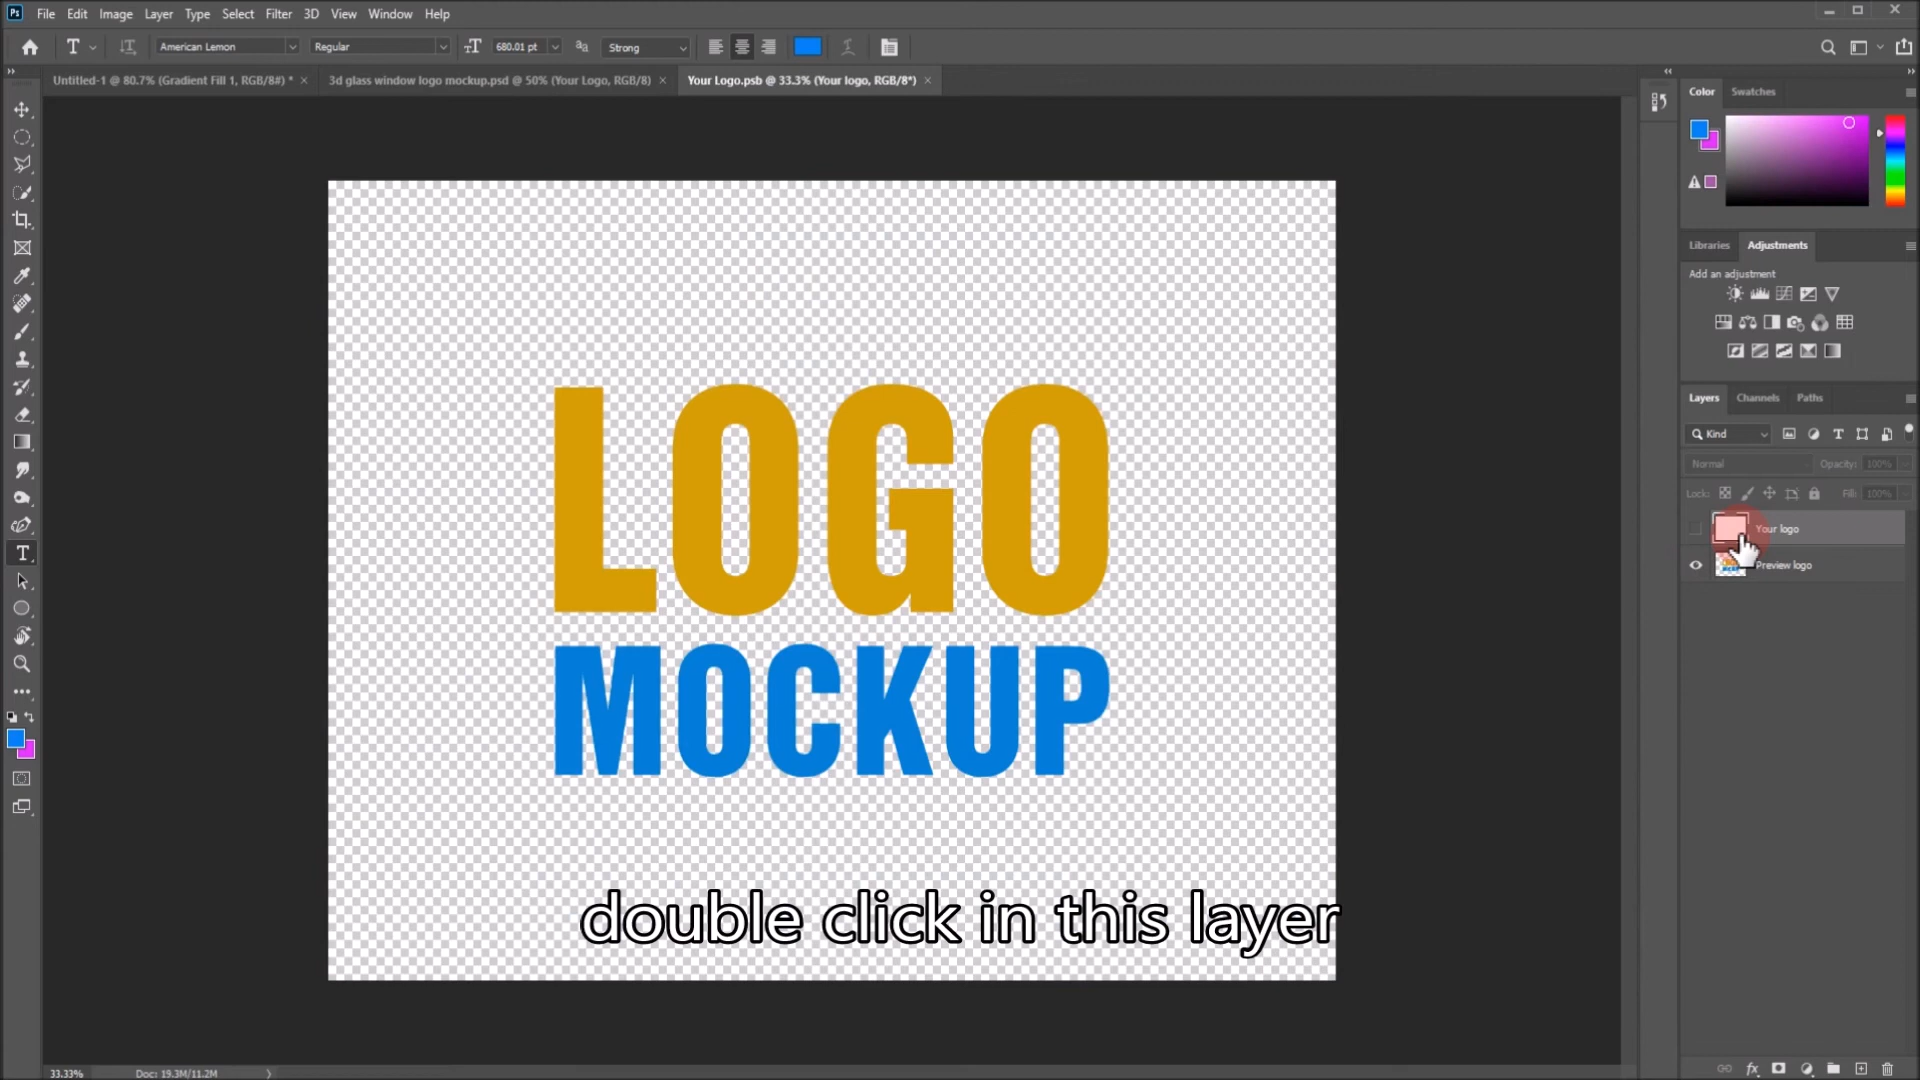 Ps File Edit Image Layer Type Select Filter 3D View Window Help
T American Lemon Regular 680.01 pt aa Strong
Untitled-1 @ 80.7% (Gradient Fill 1, RGB/8#) * × 3d glass window logo mockup.psd @ 50% (Your Logo, RGB/8) × Your Logo.psb @ 33.3% (Your logo, RGB/8*) ×
Color Swatches
Libraries Adjustments
Add an adjustment
Layers Channels Paths
Kind
Normal Opacity: 100%
Lock: Fill: 100%
Your logo
Preview logo
LOGO
MOCKUP
double click in this layer
33.33% Doc: 19.3M/11.2M